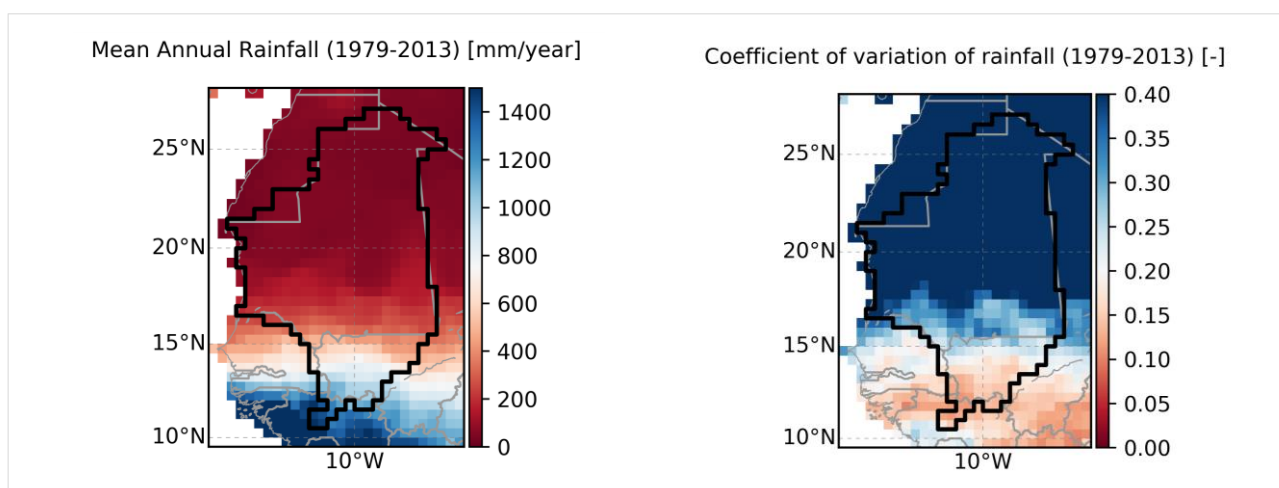 Mean Annual Rainfall (1979-2013) [mm/year]
25°N
20°N
15°N
10°N
10°W
1400
1200
1000
800
600
400
200
0
Coefficient of variation of rainfall (1979-2013) [-]
25°N
20°N
15°N
10°N
10°W
0.40
0.35
0.30
0.25
0.20
0.15
0.10
0.05
0.00